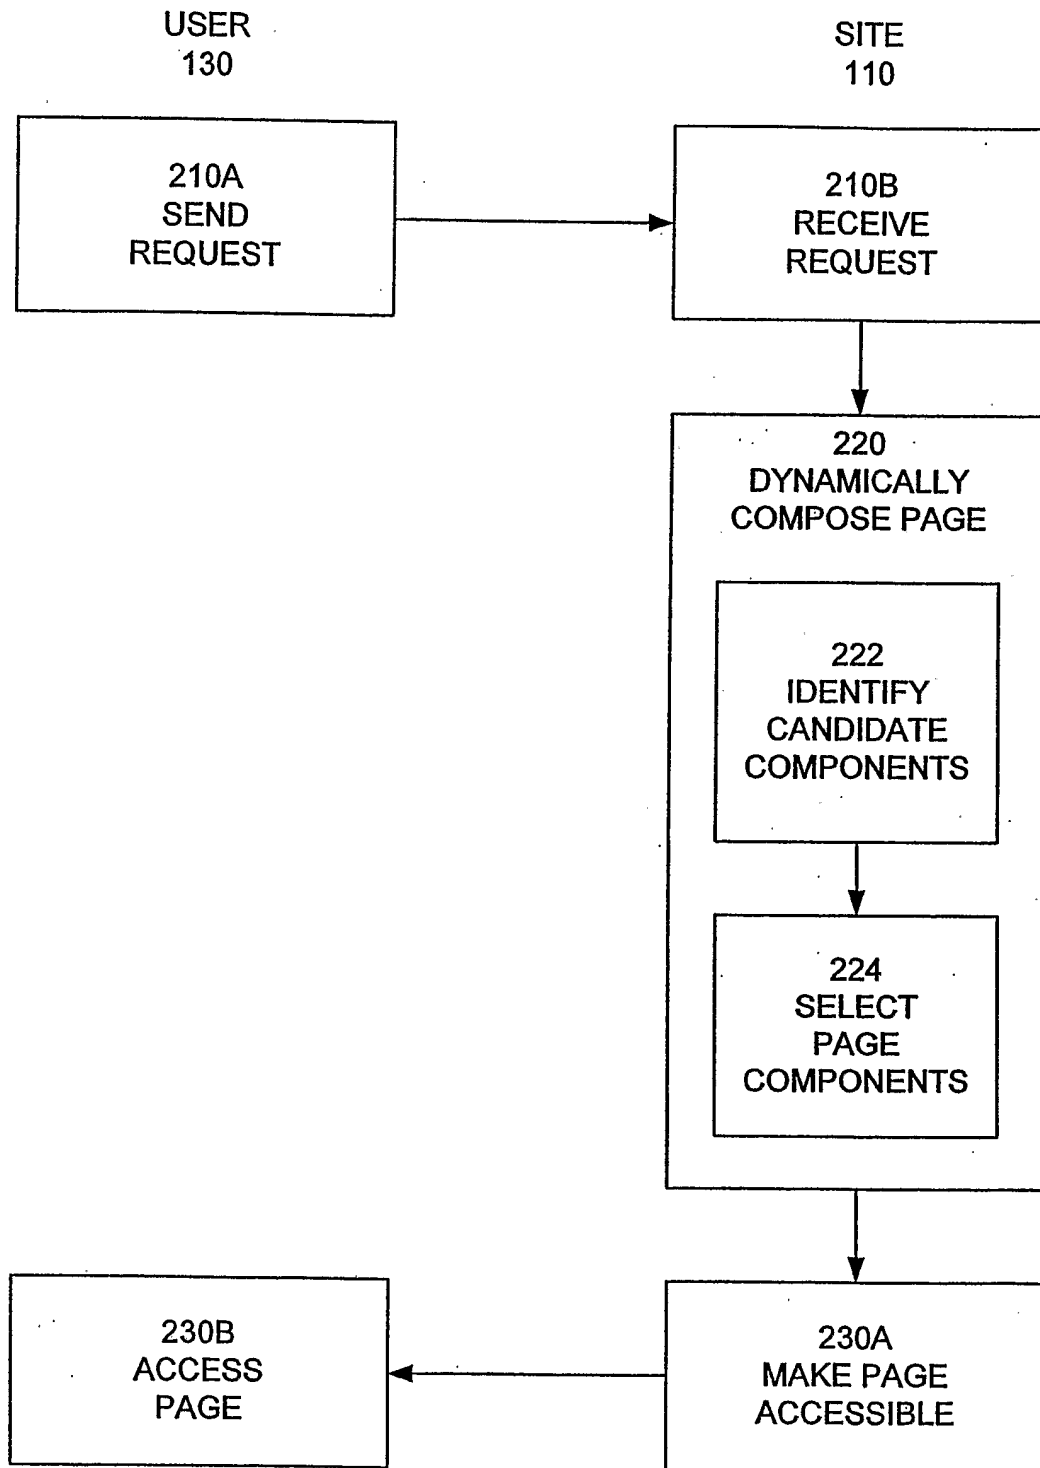 USER
130
SITE
110
210A
SEND
REQUEST
210B
RECEIVE
REQUEST
220
DYNAMICALLY
COMPOSE PAGE
222
IDENTIFY
CANDIDATE
COMPONENTS
224
SELECT
PAGE
COMPONENTS
230B
ACCESS
PAGE
230A
MAKE PAGE
ACCESSIBLE